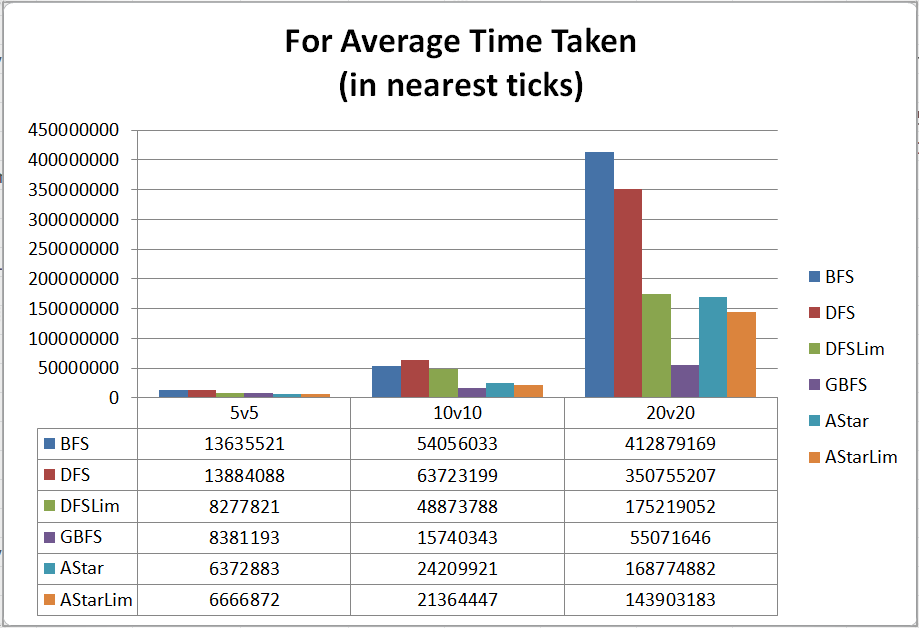 For Average Time Taken
(in nearest ticks)
450000000
400000000
350000000
300000000
250000000
200000000
150000000
100000000
50000000
0
5v5 10v10 20v20
BFS 13635521 54056033 412879169
DFS 13884088 63723199 350755207
DFSLim 8277821 48873788 175219052
GBFS 8381193 15740343 55071646
AStar 6372883 24209921 168774882
AStarLim 6666872 21364447 143903183
BFS
DFS
DFSLim
GBFS
AStar
AStarLim